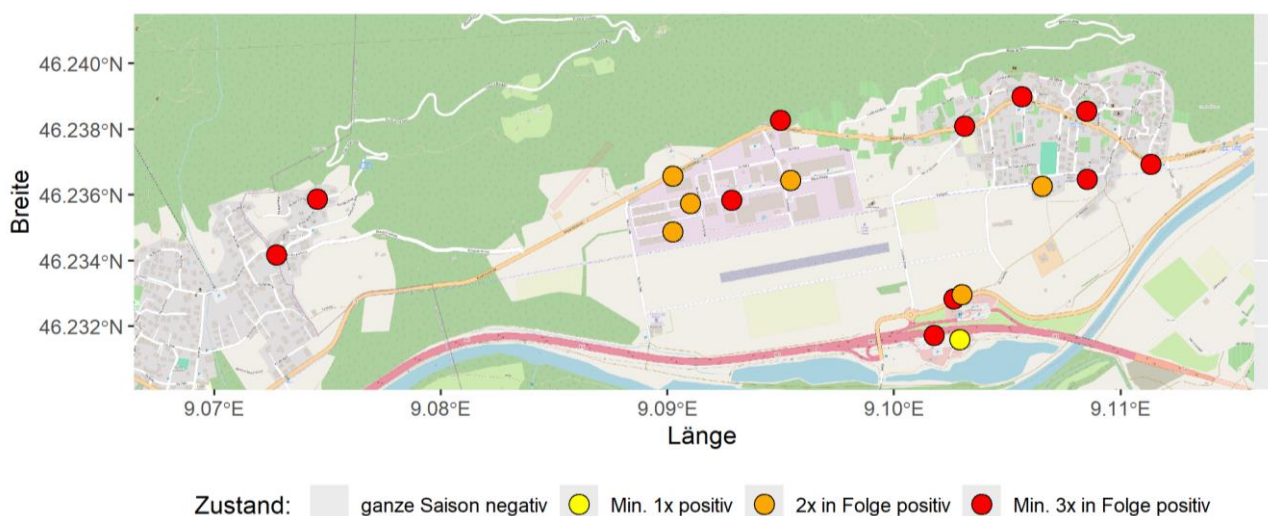 46.240°N
46.238°N
46.236°N
46.234°N
46.232°N
Breite
9.07°E
9.08°E
9.09°E
9.10°E
9.11°E
Länge
Zustand:
ganze Saison negativ
Min. 1x positiv
2x in Folge positiv
Min. 3x in Folge positiv